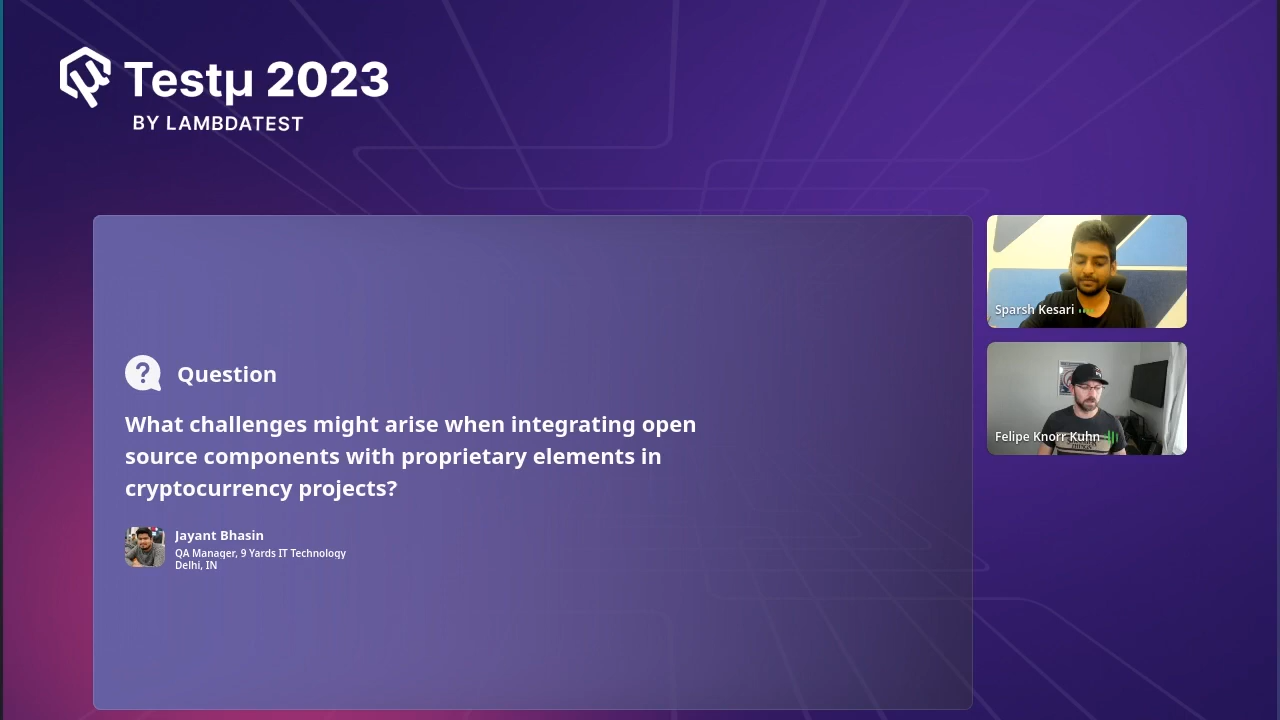 Testμ 2023
BY LAMBDATEST
Question
What challenges might arise when integrating open
source components with proprietary elements in
cryptocurrency projects?
Jayant Bhasin
QA Manager, 9 Yards IT Technology
Delhi, IN
Sparsh Kesari
Felipe Knorr Kuhn